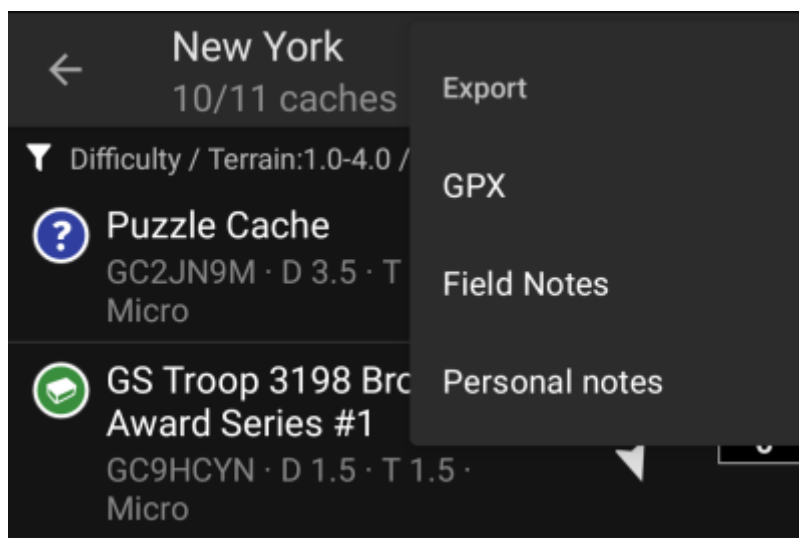 New York
10/11 caches
Difficulty / Terrain:1.0-4.0 /
Puzzle Cache
GC2JN9M · D 3.5 · T
Micro
GS Troop 3198 Bro
Award Series #1
GC9HCYN · D 1.5 · T 1.5 ·
Micro
Export
GPX
Field Notes
Personal notes